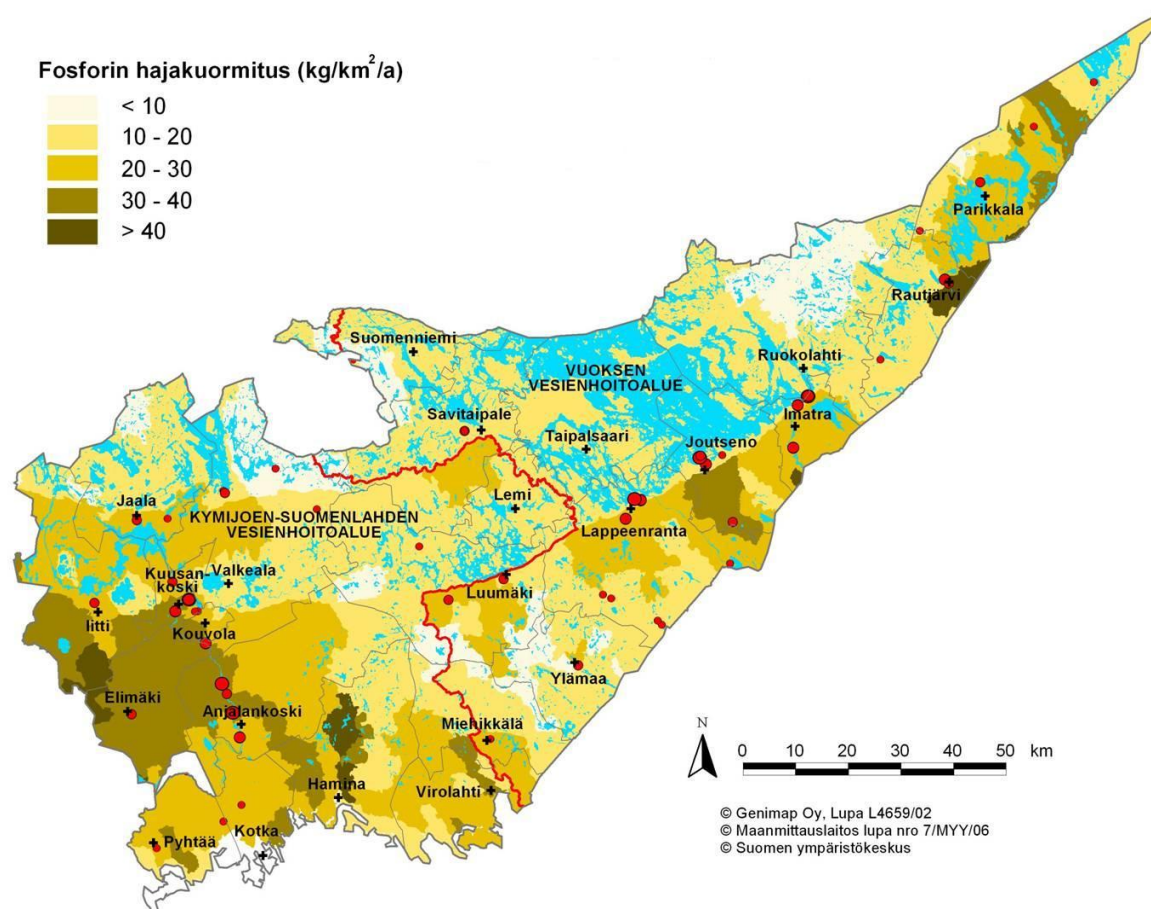 Fosforin hajakuormitus (kg/km²/a)
< 10
10 - 20
20 - 30
30 - 40
> 40
Parikkala
Rautjärvi
Suomenniemi
Ruokolahti
VUOKSEN
VESIENHOITOALUE
Savitaipale
Imatra
Taipalsaari
Joutseno
Jaala
Lemi
KYMIJOEN-SUOMENLAHDEN
VESIENHOITOALUE
Lappeenranta
Kuusan-
koski
Valkeala
Luumäki
Iitti
Kouvola
Ylämaa
Elimäki
Anjalankoski
Miehikkälä
Hamina
Virolahti
Pyhtää
Kotka
N
0 10 20 30 40 50 km
© Genimap Oy, Lupa L4659/02
© Maanmittauslaitos lupa nro 7/MYY/06
© Suomen ympäristökeskus